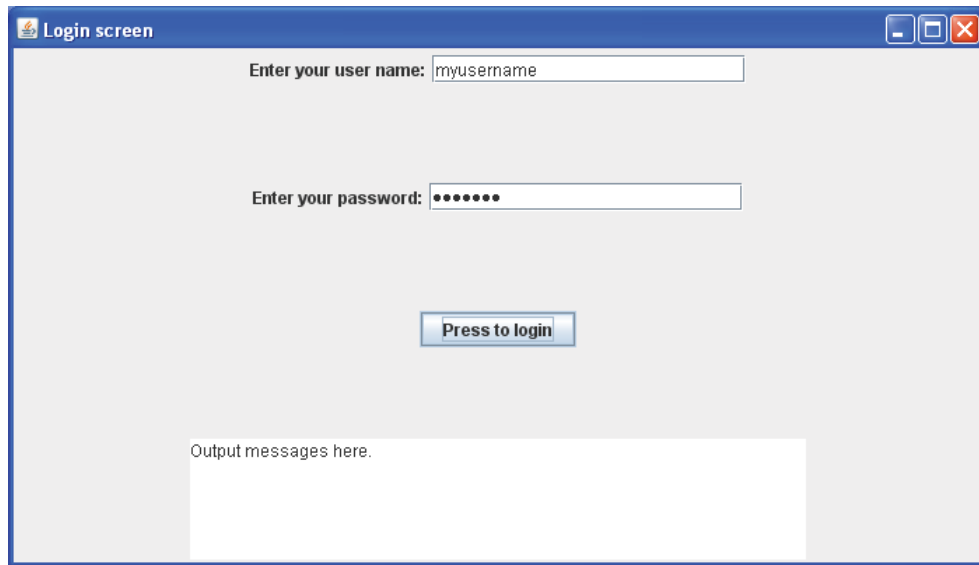 Login screen
Enter your user name: myusername
Enter your password: •••••••
Press to login
Output messages here.